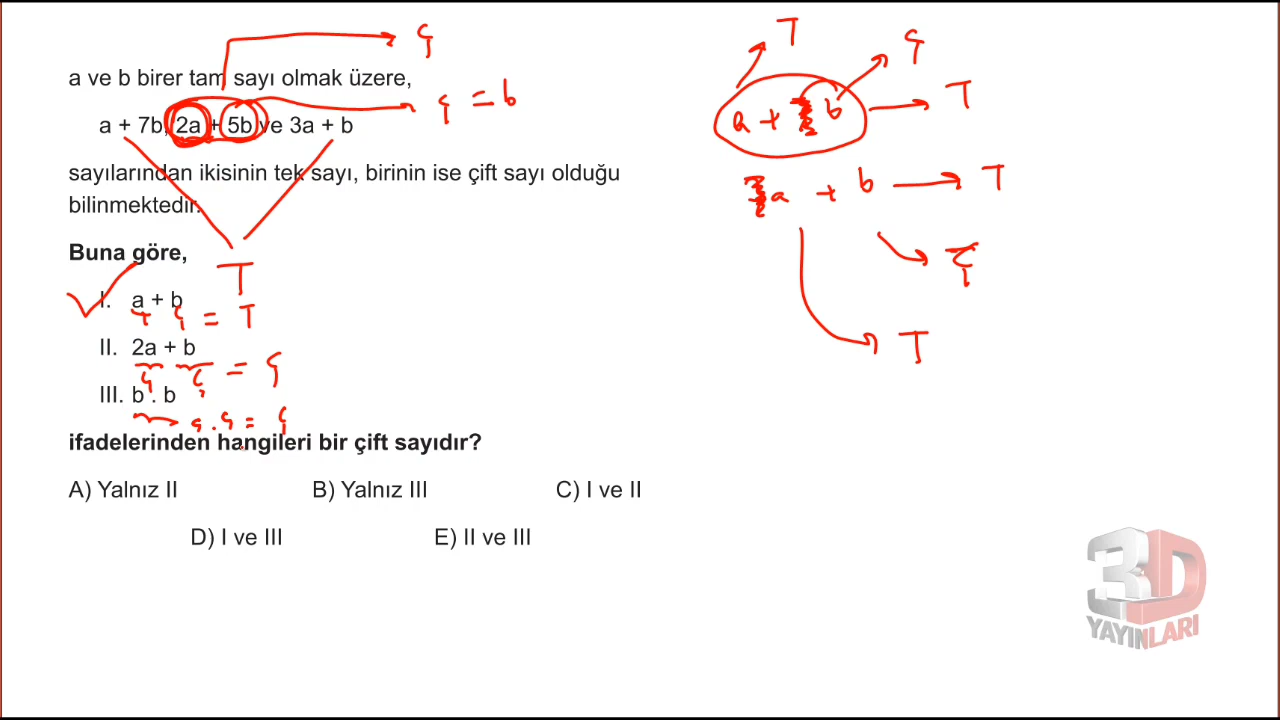 a ve b birer tam sayı olmak üzere,
a + 7b, 2a + 5b ve 3a + b
sayılarından ikisinin tek sayı, birinin ise çift sayı olduğu
bilinmektedir.
Buna göre,
I. a + b
II. 2a + b
III. b . b
ifadelerinden hangileri bir çift sayıdır?
A) Yalnız II B) Yalnız III C) I ve II
D) I ve III E) II ve III
Ç
Ç = b
T
T Ç = T
Ç Ç = Ç
Ç . Ç = Ç
T
Ç
a + b T
a + b T
Ç
T
3D
YAYINLARI